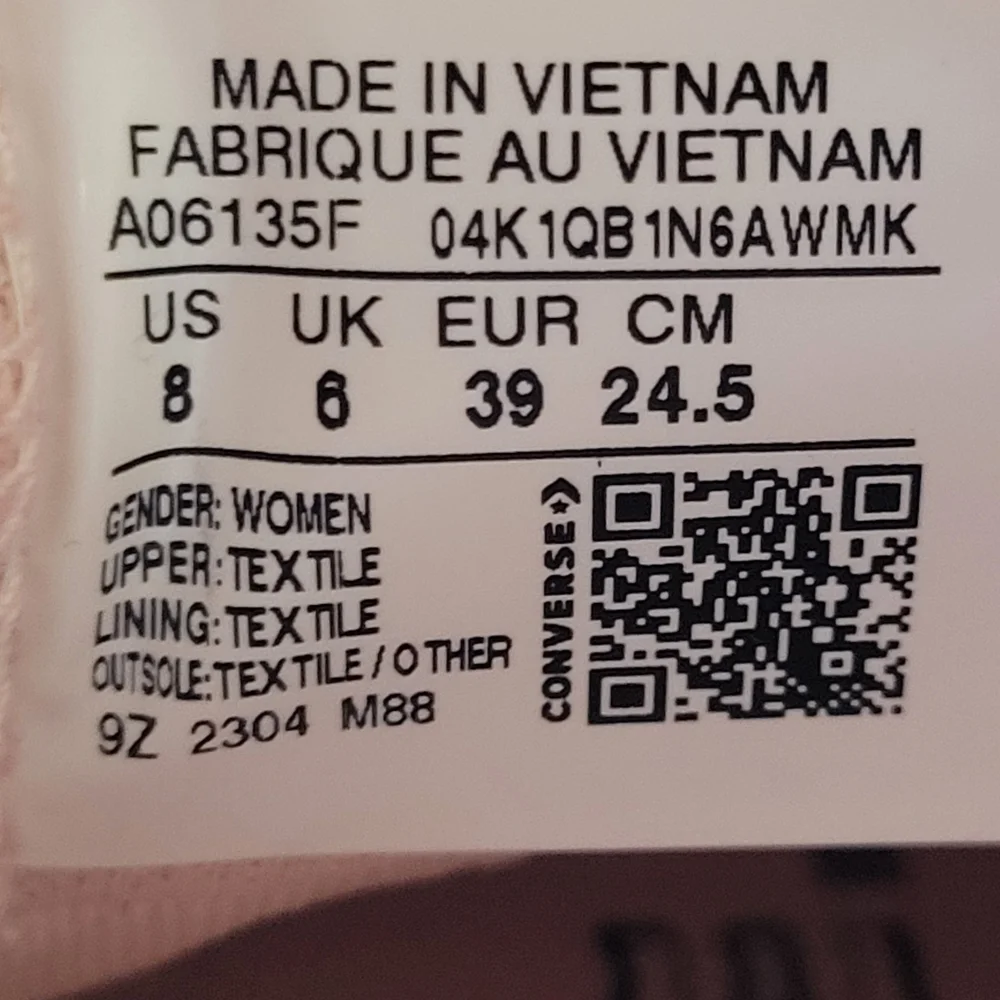 MADE IN VIETNAM
FABRIQUE AU VIETNAM
A06135F 04K1QB1N6AWMK
US UK EUR CM
8 6 39 24.5
GENDER: WOMEN
UPPER: TEXTILE
LINING: TEXTILE
OUTSOLE: TEXTILE / OTHER
9Z 2304 M88
CONVERSE